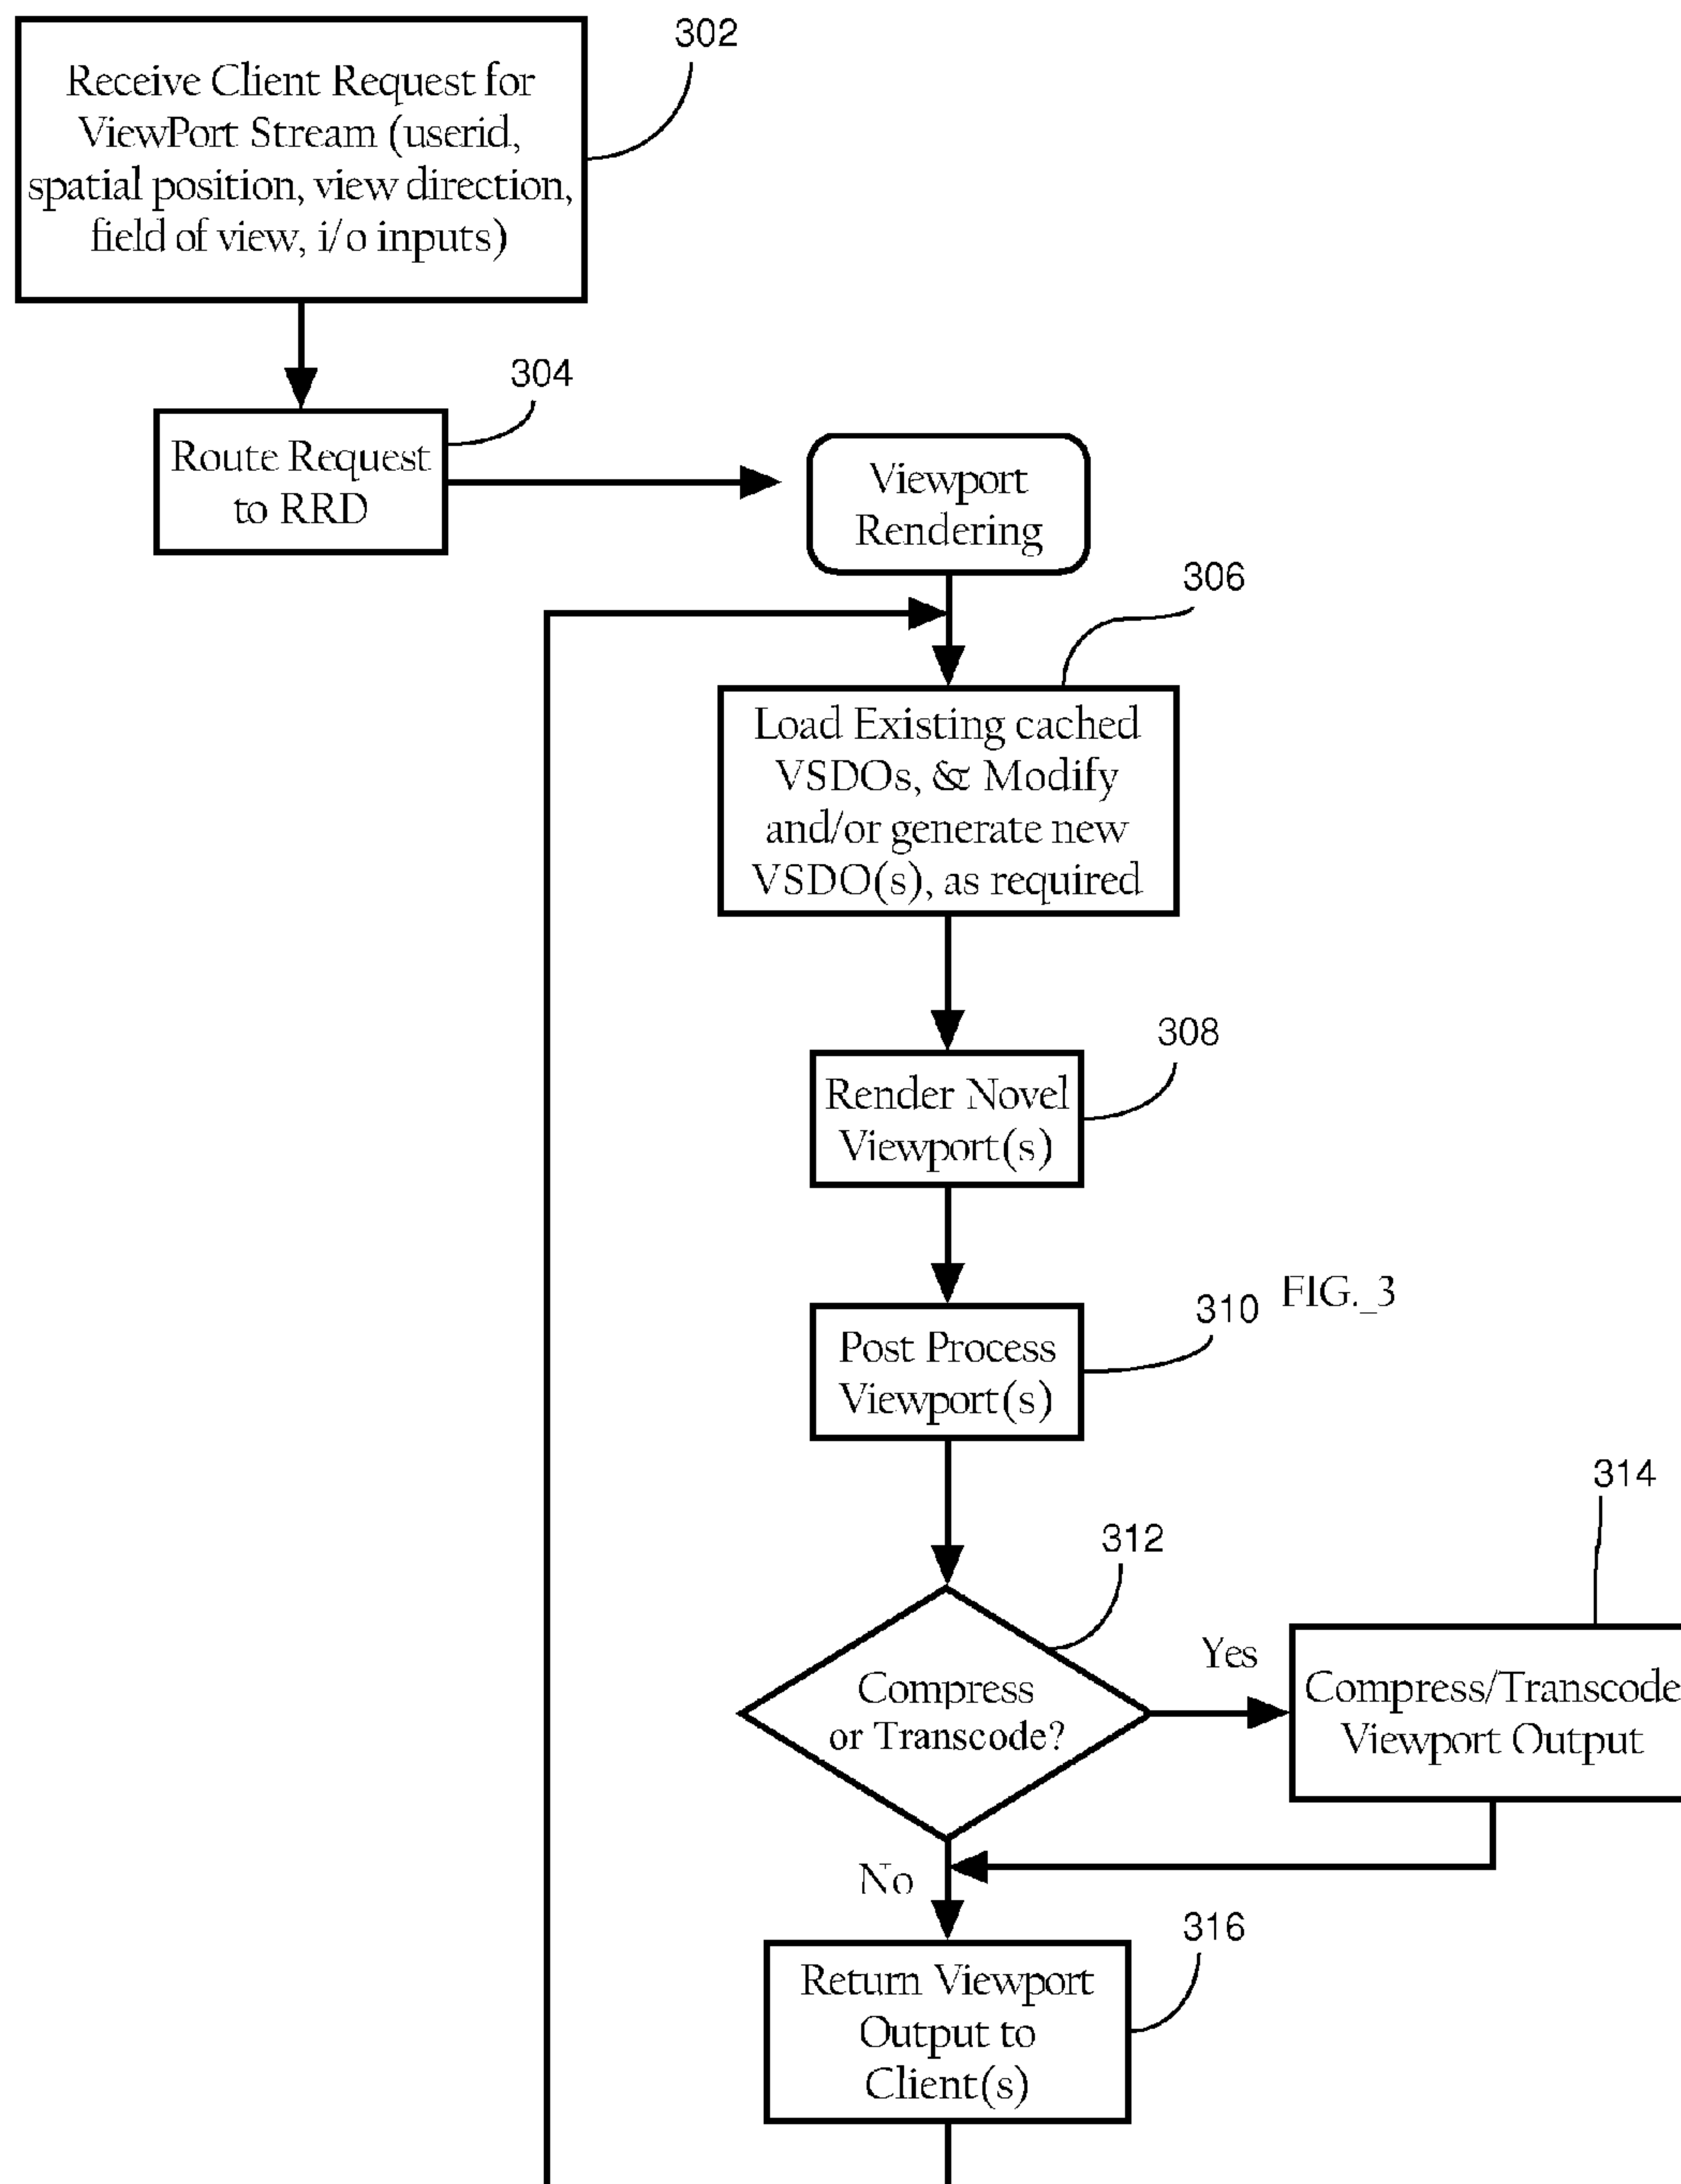 302
Receive Client Request for
ViewPort Stream (userid,
spatial position, view direction,
field of view, i/o inputs)
304
Route Request
to RRD
Viewport
Rendering
306
Load Existing cached
VSDOs, & Modify
and/or generate new
VSDO(s), as required
308
Render Novel
Viewport(s)
310
FIG._3
Post Process
Viewport(s)
312
314
Compress
or Transcode?
Yes
Compress/Transcode
Viewport Output
No
316
Return Viewport
Output to
Client(s)